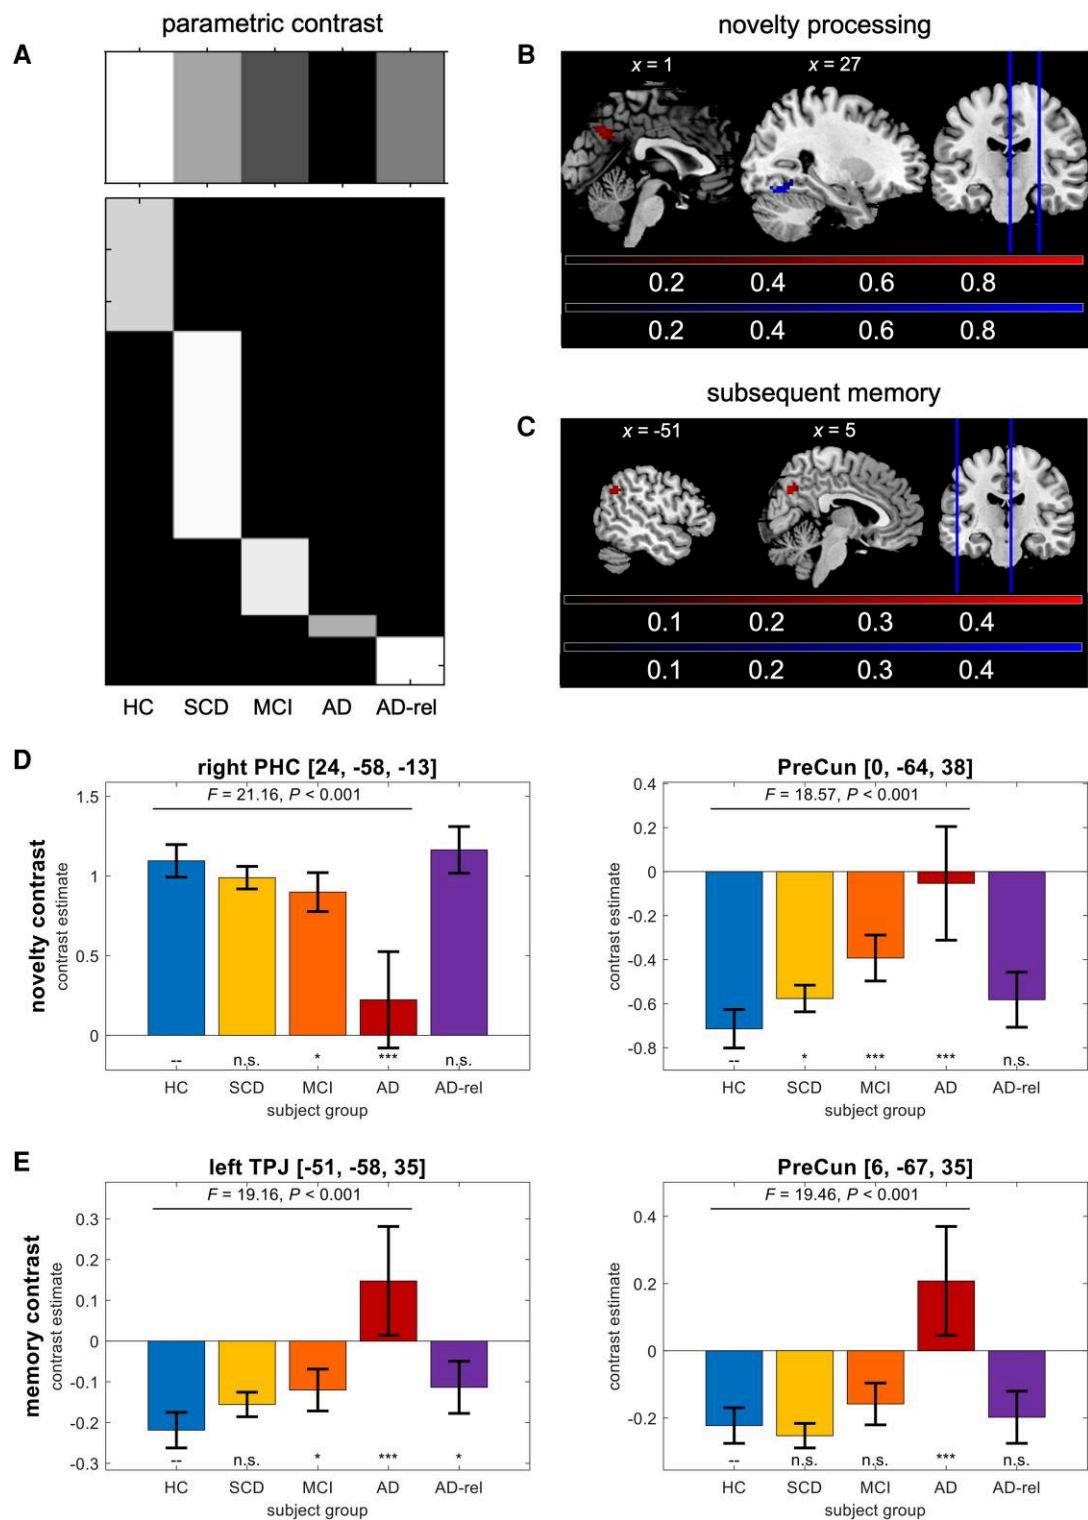 parametric contrast
A
HC SCD MCI AD AD-rel
novelty processing
B
x = 1 x = 27
0.2 0.4 0.6 0.8
0.2 0.4 0.6 0.8
subsequent memory
C
x = -51 x = 5
0.1 0.2 0.3 0.4
0.1 0.2 0.3 0.4
D
novelty contrast
contrast estimate
right PHC [24, -58, -13]
F = 21.16, P < 0.001
1.5
1
0.5
0
-- n.s. * *** n.s.
HC SCD MCI AD AD-rel
subject group
PreCun [0, -64, 38]
F = 18.57, P < 0.001
contrast estimate
0.4
0.2
0
-0.2
-0.4
-0.6
-0.8
-- * *** *** n.s.
HC SCD MCI AD AD-rel
subject group
E
memory contrast
contrast estimate
left TPJ [-51, -58, 35]
F = 19.16, P < 0.001
0.3
0.2
0.1
0
-0.1
-0.2
-0.3
-- n.s. * *** *
HC SCD MCI AD AD-rel
subject group
PreCun [6, -67, 35]
F = 19.46, P < 0.001
contrast estimate
0.4
0.2
0
-0.2
-- n.s. n.s. *** n.s.
HC SCD MCI AD AD-rel
subject group